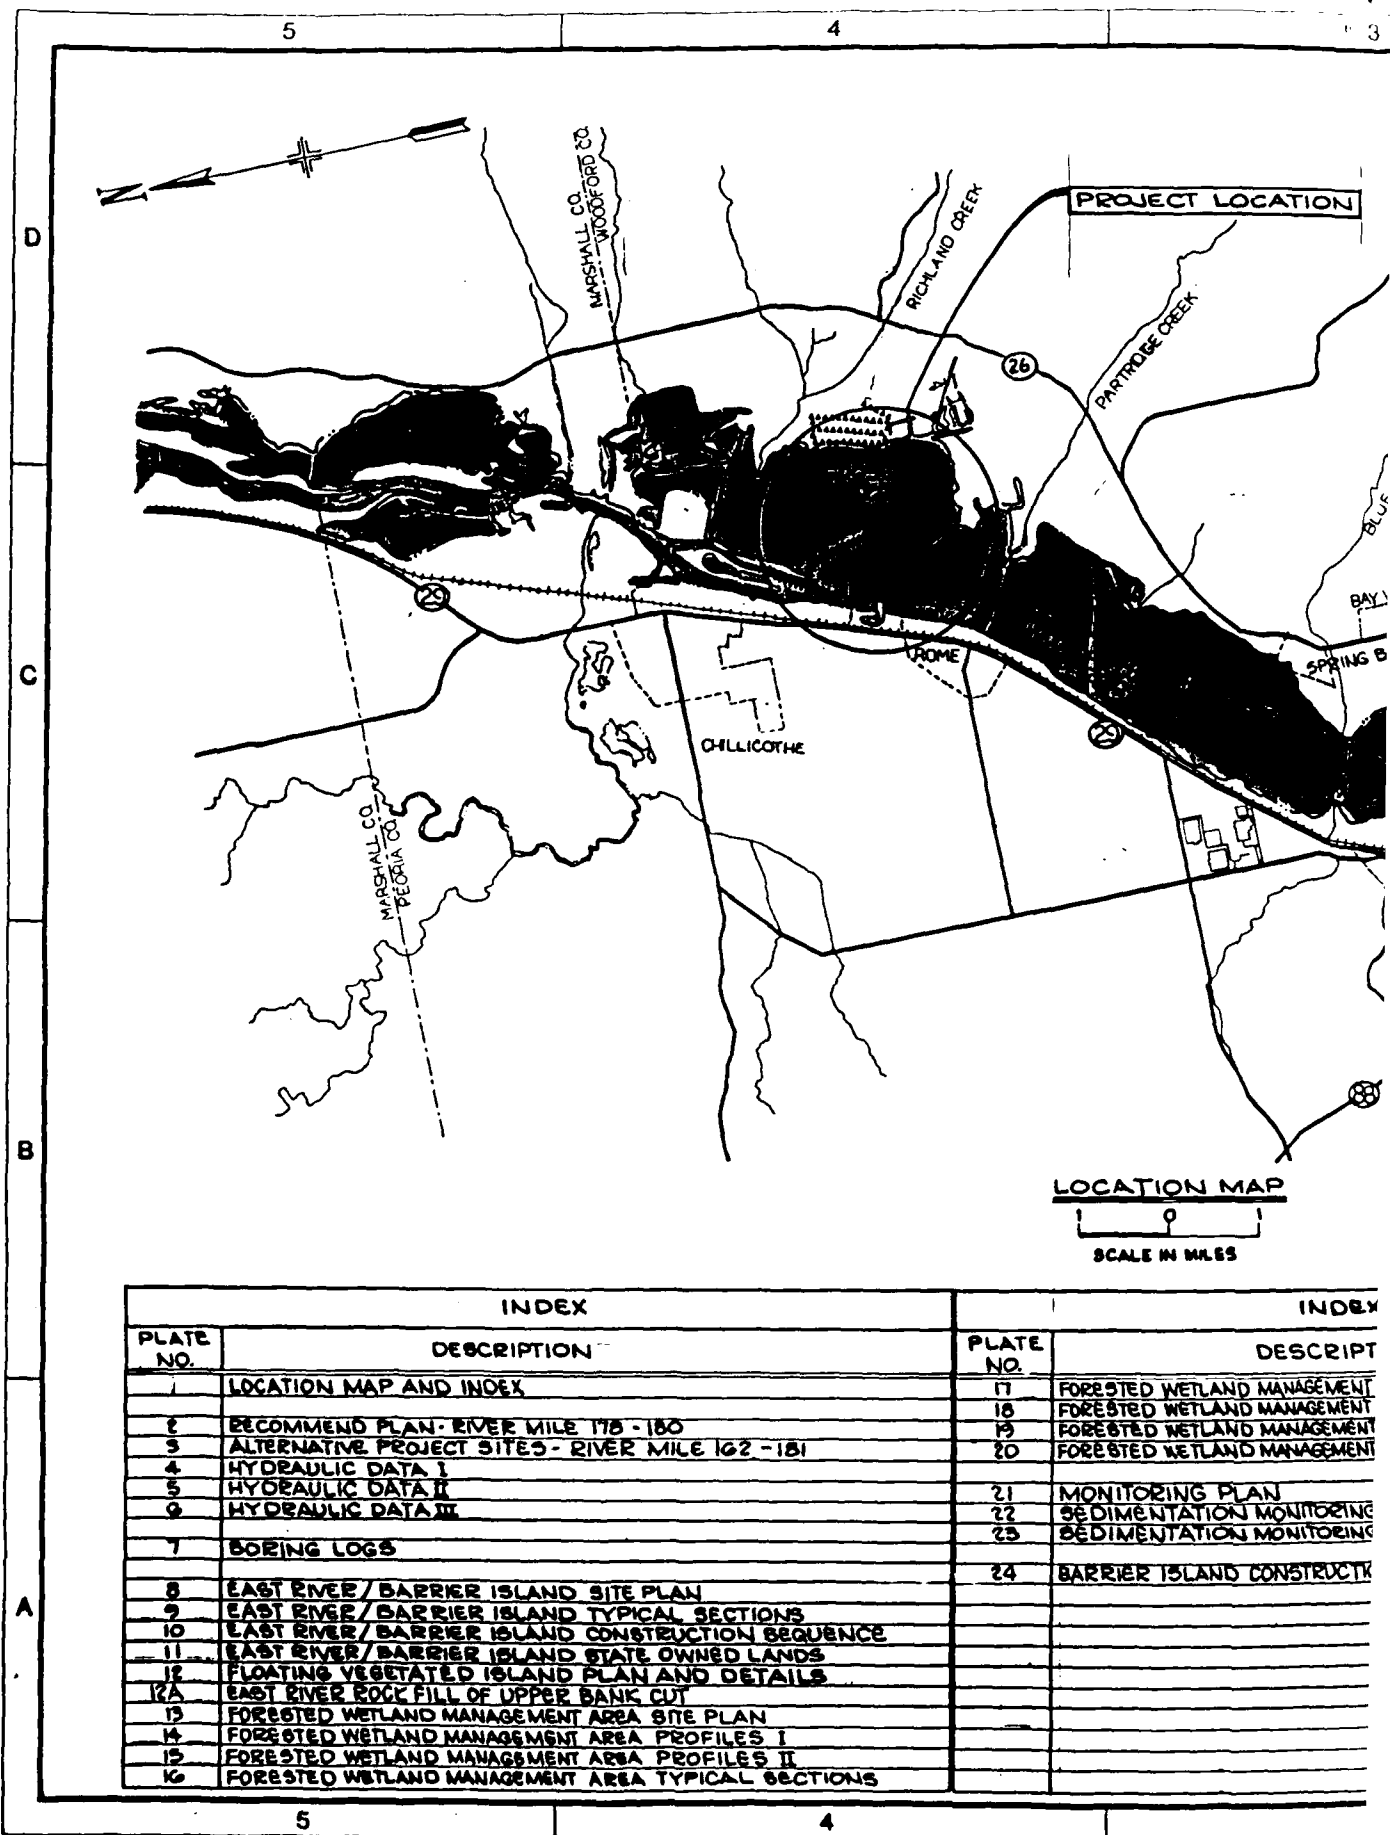 5 4 3
N
MARSHALL CO.
WOODFORD CO.
RICHLAND CREEK
PROJECT LOCATION
D
PARTRIDGE CREEK
26
BLUE
BAY
29
C
ROME
SPRING B
CHILLICOTHE
29
MARSHALL CO.
PEORIA CO.
B
88
LOCATION MAP
1 0 1
SCALE IN MILES
INDEX
PLATE NO. DESCRIPTION
1 LOCATION MAP AND INDEX
2 RECOMMEND PLAN - RIVER MILE 178 - 180
3 ALTERNATIVE PROJECT SITES - RIVER MILE 162 - 181
4 HYDRAULIC DATA I
5 HYDRAULIC DATA II
6 HYDRAULIC DATA III
7 BORING LOGS
8 EAST RIVER / BARRIER ISLAND SITE PLAN
9 EAST RIVER / BARRIER ISLAND TYPICAL SECTIONS
10 EAST RIVER / BARRIER ISLAND CONSTRUCTION SEQUENCE
11 EAST RIVER / BARRIER ISLAND STATE OWNED LANDS
12 FLOATING VEGETATED ISLAND PLAN AND DETAILS
12A EAST RIVER ROCK FILL OF UPPER BANK CUT
13 FORESTED WETLAND MANAGEMENT AREA SITE PLAN
14 FORESTED WETLAND MANAGEMENT AREA PROFILES I
15 FORESTED WETLAND MANAGEMENT AREA PROFILES II
16 FORESTED WETLAND MANAGEMENT AREA TYPICAL SECTIONS
INDEX
PLATE NO. DESCRIPT
17 FORESTED WETLAND MANAGEMENT
18 FORESTED WETLAND MANAGEMENT
19 FORESTED WETLAND MANAGEMENT
20 FORESTED WETLAND MANAGEMENT
21 MONITORING PLAN
22 SEDIMENTATION MONITORING
23 SEDIMENTATION MONITORING
24 BARRIER ISLAND CONSTRUCTI
A
5 4